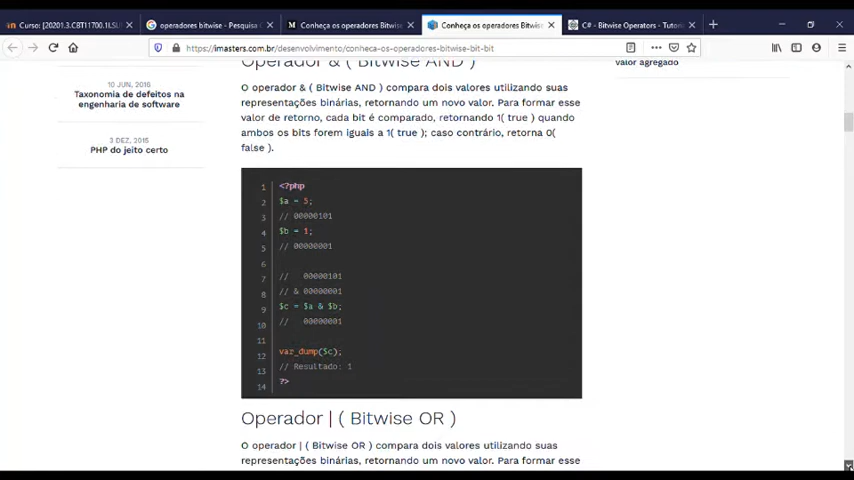 Curso: [20201.3.CBT11700.1I.SU
operadores bitwise - Pesquisa
Conheça os operadores Bitwise
Conheça os operadores Bitwise
C# - Bitwise Operators - Tutori
https://imasters.com.br/desenvolvimento/conheca-os-operadores-bitwise-bit-bit
Operador & ( Bitwise AND )
valor agregado
O operador & ( Bitwise AND ) compara dois valores utilizando suas
representações binárias, retornando um novo valor. Para formar esse
valor de retorno, cada bit é comparado, retornando 1( true ) quando
ambos os bits forem iguais a 1( true ); caso contrário, retorna 0(
false ).
10 JUN, 2016
Taxonomia de defeitos na
engenharia de software
3 DEZ, 2015
PHP do jeito certo
1 <?php
2 $a = 5;
3 // 00000101
4 $b = 1;
5 // 00000001
6
7 // 00000101
8 // & 00000001
9 $c = $a & $b;
10 // 00000001
11
12 var_dump($c);
13 // Resultado: 1
14 ?>
Operador | ( Bitwise OR )
O operador | ( Bitwise OR ) compara dois valores utilizando suas
representações binárias, retornando um novo valor. Para formar esse